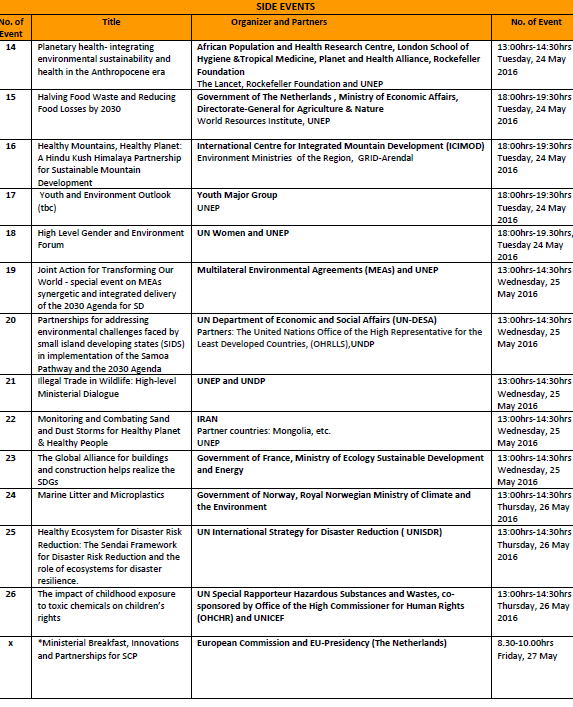 SIDE EVENTS
No. of Event	Title	Organizer and Partners	No. of Event
14	Planetary health- integrating environmental sustainability and health in the Anthropocene era	African Population and Health Research Centre, London School of Hygiene &Tropical Medicine, Planet and Health Alliance, Rockefeller Foundation The Lancet, Rockefeller Foundation and UNEP	13:00hrs-14:30hrs Tuesday, 24 May 2016
15	Halving Food Waste and Reducing Food Losses by 2030	Government of The Netherlands , Ministry of Economic Affairs, Directorate-General for Agriculture & Nature World Resources Institute, UNEP	18:00hrs-19:30hrs Tuesday, 24 May 2016
16	Healthy Mountains, Healthy Planet: A Hindu Kush Himalaya Partnership for Sustainable Mountain Development	International Centre for Integrated Mountain Development (ICIMOD) Environment Ministries of the Region, GRID-Arendal	18:00hrs-19:30hrs Tuesday, 24 May 2016
17	Youth and Environment Outlook (tbc)	Youth Major Group UNEP	18:00hrs-19:30hrs Tuesday, 24 May 2016
18	High Level Gender and Environment Forum	UN Women and UNEP	18:00hrs-19.30hrs, Tuesday 24 May 2016
19	Joint Action for Transforming Our World - special event on MEAs synergetic and integrated delivery of the 2030 Agenda for SD	Multilateral Environmental Agreements (MEAs) and UNEP	13:00hrs-14:30hrs Wednesday, 25 May 2016
20	Partnerships for addressing environmental challenges faced by small island developing states (SIDS) in implementation of the Samoa Pathway and the 2030 Agenda	UN Department of Economic and Social Affairs (UN-DESA) Partners: The United Nations Office of the High Representative for the Least Developed Countries, (OHRLLS),UNDP	13:00hrs-14:30hrs Wednesday, 25 May 2016
21	Illegal Trade in Wildlife: High-level Ministerial Dialogue	UNEP and UNDP	13:00hrs-14:30hrs Wednesday, 25 May 2016
22	Monitoring and Combating Sand and Dust Storms for Healthy Planet & Healthy People	IRAN Partner countries: Mongolia, etc. UNEP	13:00hrs-14:30hrs Wednesday, 25 May 2016
23	The Global Alliance for buildings and construction helps realize the SDGs	Government of France, Ministry of Ecology Sustainable Development and Energy	13:00hrs-14:30hrs Wednesday, 25 May 2016
24	Marine Litter and Microplastics	Government of Norway, Royal Norwegian Ministry of Climate and the Environment	13:00hrs-14:30hrs Thursday, 26 May 2016
25	Healthy Ecosystem for Disaster Risk Reduction: The Sendai Framework for Disaster Risk Reduction and the role of ecosystems for disaster resilience.	UN International Strategy for Disaster Reduction ( UNISDR)	13:00hrs-14:30hrs Thursday, 26 May 2016
26	The impact of childhood exposure to toxic chemicals on children's rights	UN Special Rapporteur Hazardous Substances and Wastes, co-sponsored by Office of the High Commissioner for Human Rights (OHCHR) and UNICEF	13:00hrs-14:30hrs Thursday, 26 May 2016
x	*Ministerial Breakfast, Innovations and Partnerships for SCP	European Commission and EU-Presidency (The Netherlands)	8.30-10.00hrs Friday, 27 May